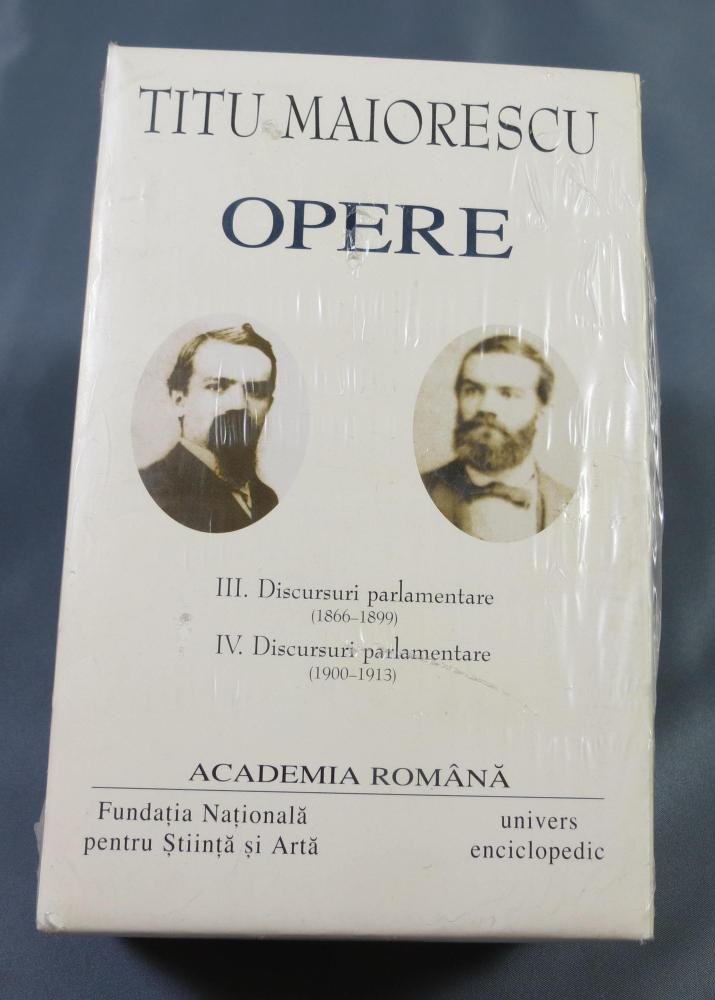 TITU MAIORESCU
OPERE
III. Discursuri parlamentare
(1866–1899)
IV. Discursuri parlamentare
(1900–1913)
ACADEMIA ROMÂNĂ
Fundația Națională
pentru Știință și Artă
univers
enciclopedic